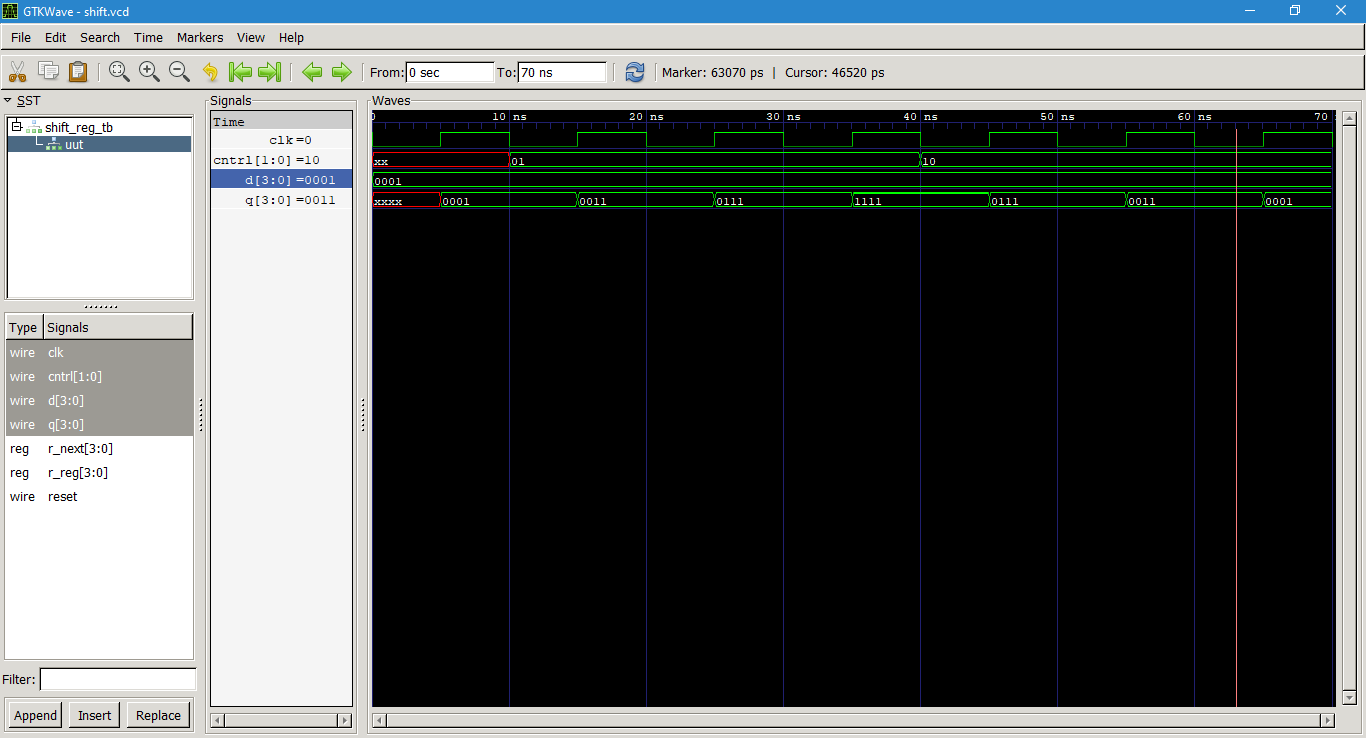 GTKWave - shift.vcd
File Edit Search Time Markers View Help
From: 0 sec To: 70 ns Marker: 63070 ps | Cursor: 46520 ps
SST
shift_reg_tb
uut
Type Signals
wire clk
wire cntrl[1:0]
wire d[3:0]
wire q[3:0]
reg r_next[3:0]
reg r_reg[3:0]
wire reset
Filter:
Append Insert Replace
Signals
Time
clk=0
cntrl[1:0]=10
d[3:0]=0001
q[3:0]=0011
Waves
0 10 ns 20 ns 30 ns 40 ns 50 ns 60 ns 70
xx 01 10
0001
xxxx 0001 0011 0111 1111 0111 0011 0001